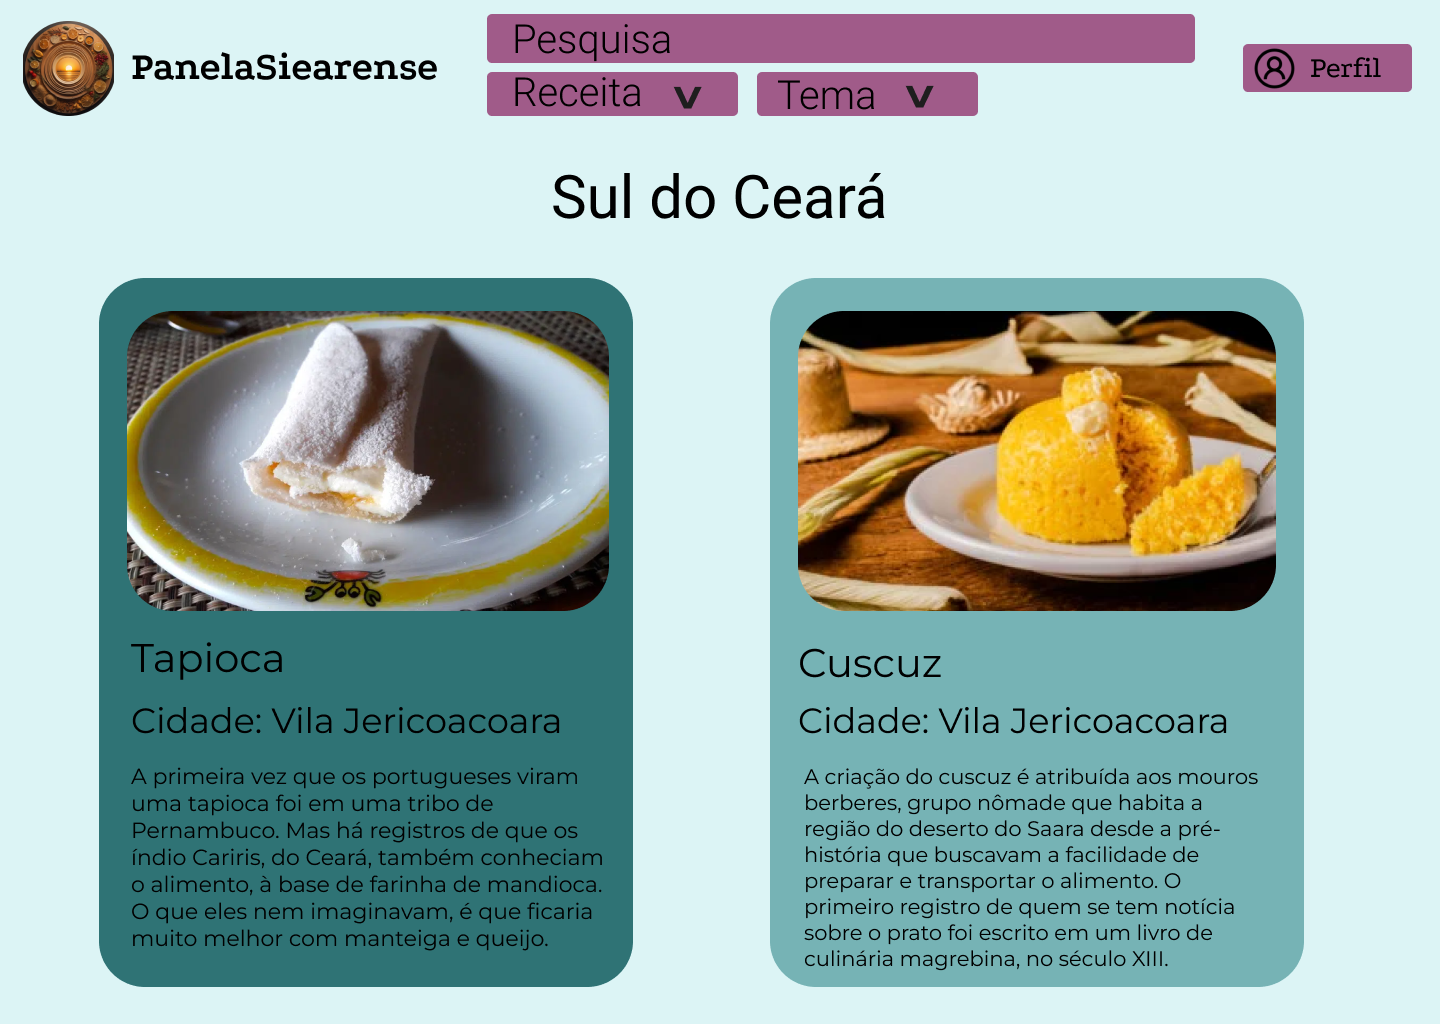 PanelaSiearense
Pesquisa
Receita
Tema
Perfil
Sul do Ceará
Tapioca
Cidade: Vila Jericoacoara
A primeira vez que os portugueses viram
uma tapioca foi em uma tribo de
Pernambuco. Mas há registros de que os
índio Cariris, do Ceará, também conheciam
o alimento, à base de farinha de mandioca.
O que eles nem imaginavam, é que ficaria
muito melhor com manteiga e queijo.
Cuscuz
Cidade: Vila Jericoacoara
A criação do cuscuz é atribuída aos mouros
berberes, grupo nômade que habita a
região do deserto do Saara desde a pré-
história que buscavam a facilidade de
preparar e transportar o alimento. O
primeiro registro de quem se tem notícia
sobre o prato foi escrito em um livro de
culinária magrebina, no século XIII.